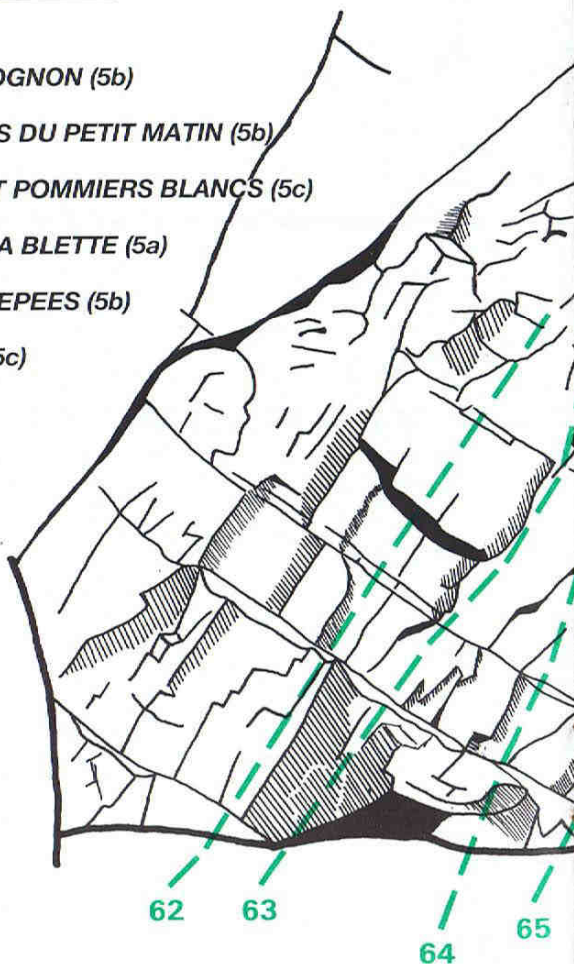 OGNON (5b)
S DU PETIT MATIN (5b)
T POMMIERS BLANCS (5c)
A BLETTE (5a)
EPEES (5b)
5c)
62 63
64 65